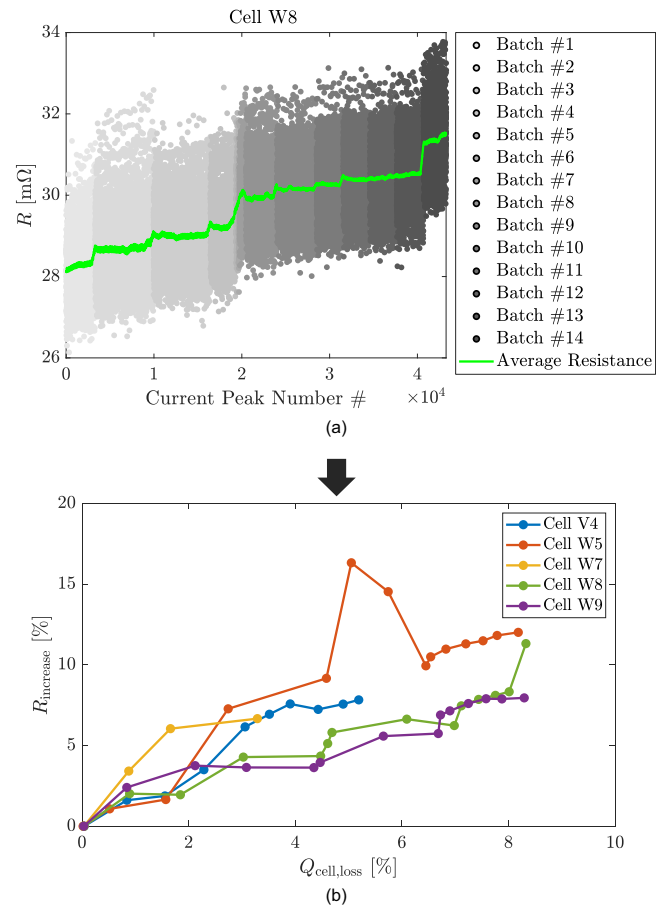 Cell W8
34
32
30
28
26
R [mΩ]
0
1
2
3
4
Current Peak Number #
×10⁴
Batch #1
Batch #2
Batch #3
Batch #4
Batch #5
Batch #6
Batch #7
Batch #8
Batch #9
Batch #10
Batch #11
Batch #12
Batch #13
Batch #14
Average Resistance
(a)
20
15
10
5
0
R_increase [%]
Cell V4
Cell W5
Cell W7
Cell W8
Cell W9
0
2
4
6
8
10
Q_cell,loss [%]
(b)